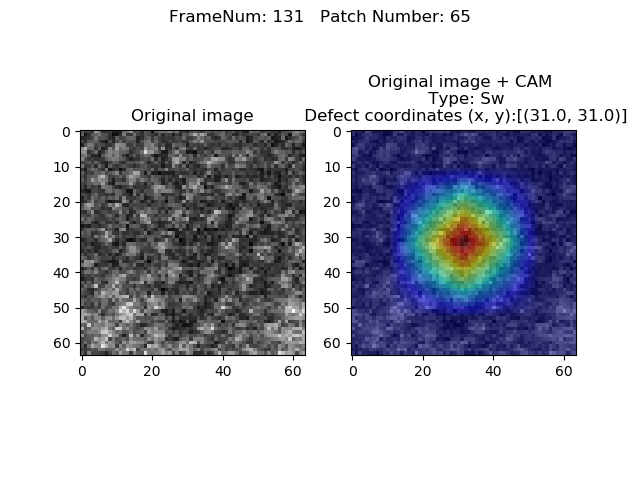 FrameNum: 131   Patch Number: 65
Original image
0
10
20
30
40
50
60
0 20 40 60
Original image + CAM
Type: Sw
Defect coordinates (x, y):[(31.0, 31.0)]
0
10
20
30
40
50
60
0 20 40 60